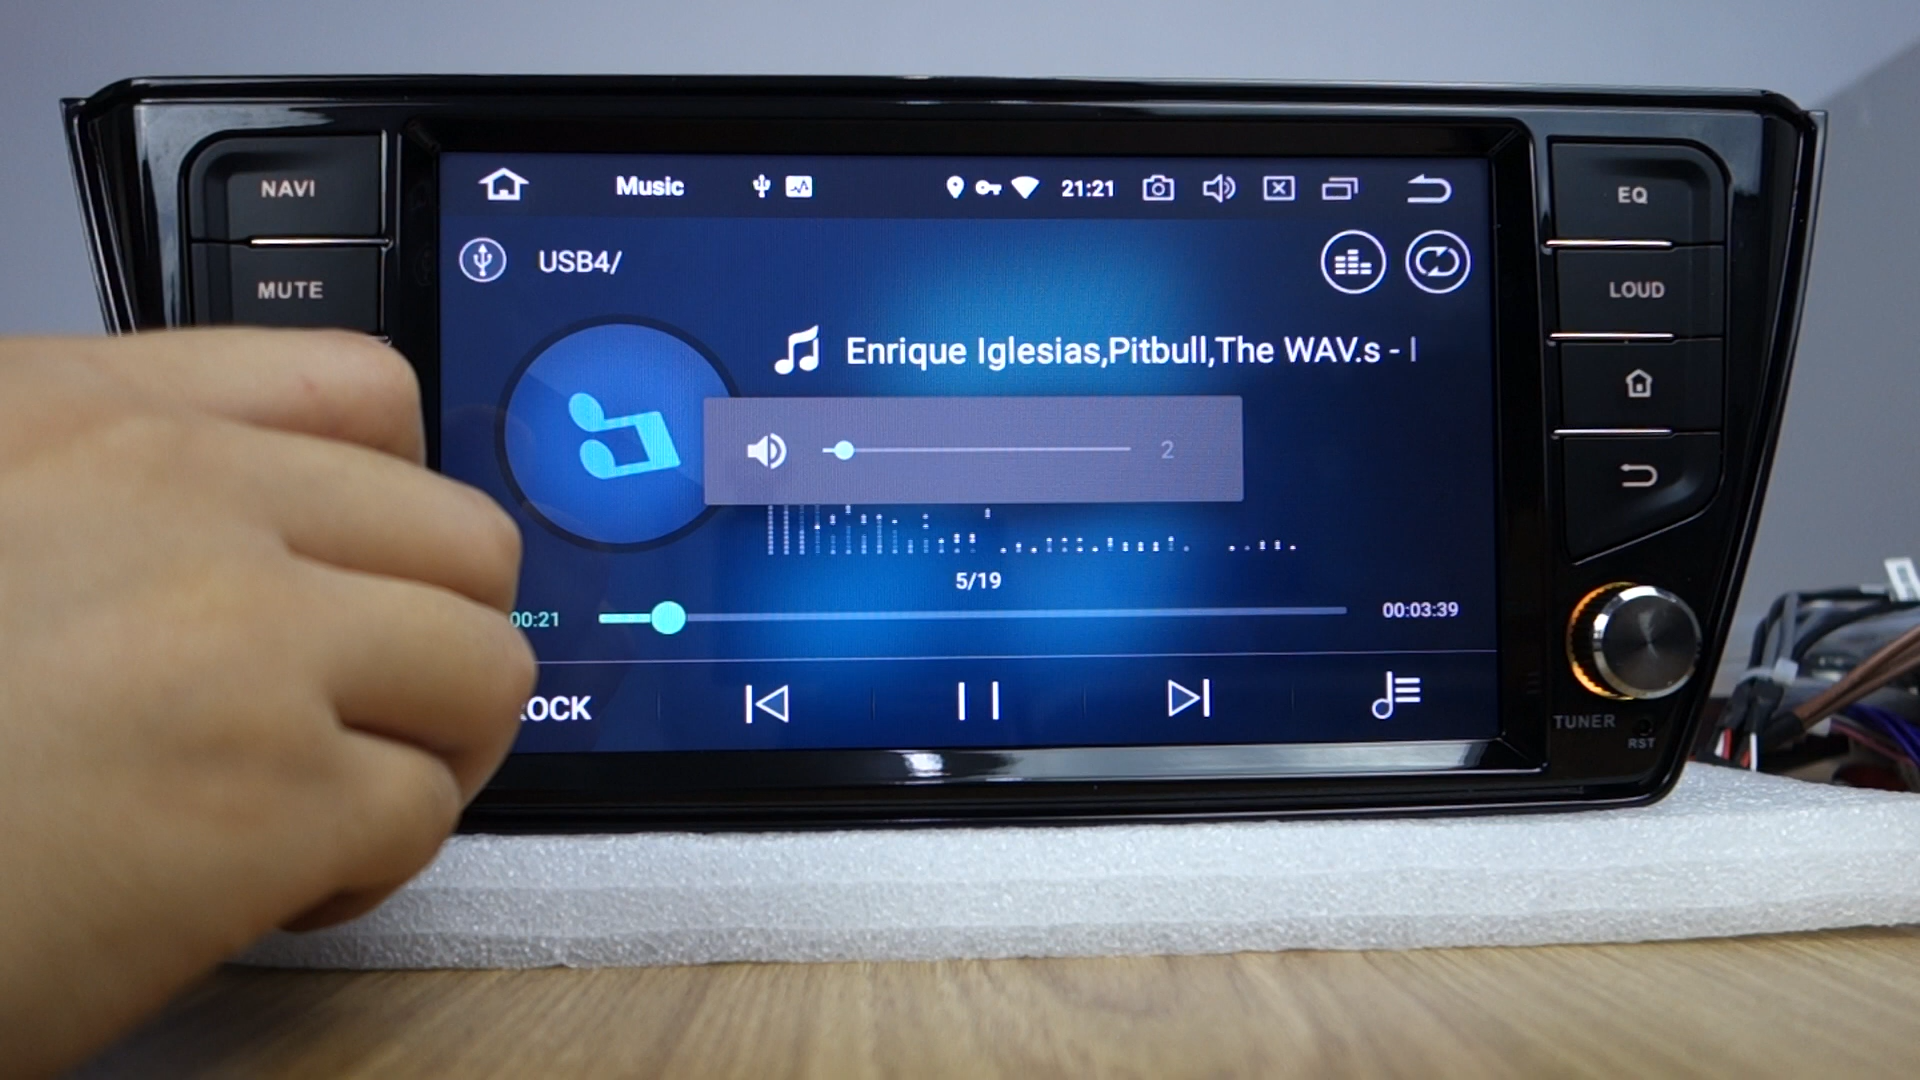 NAVI
MUTE
Music
21:21
USB4/
Enrique Iglesias,Pitbull,The WAV.s -
2
5/19
00:21
00:03:39
OCK
EQ
LOUD
TUNER
RST